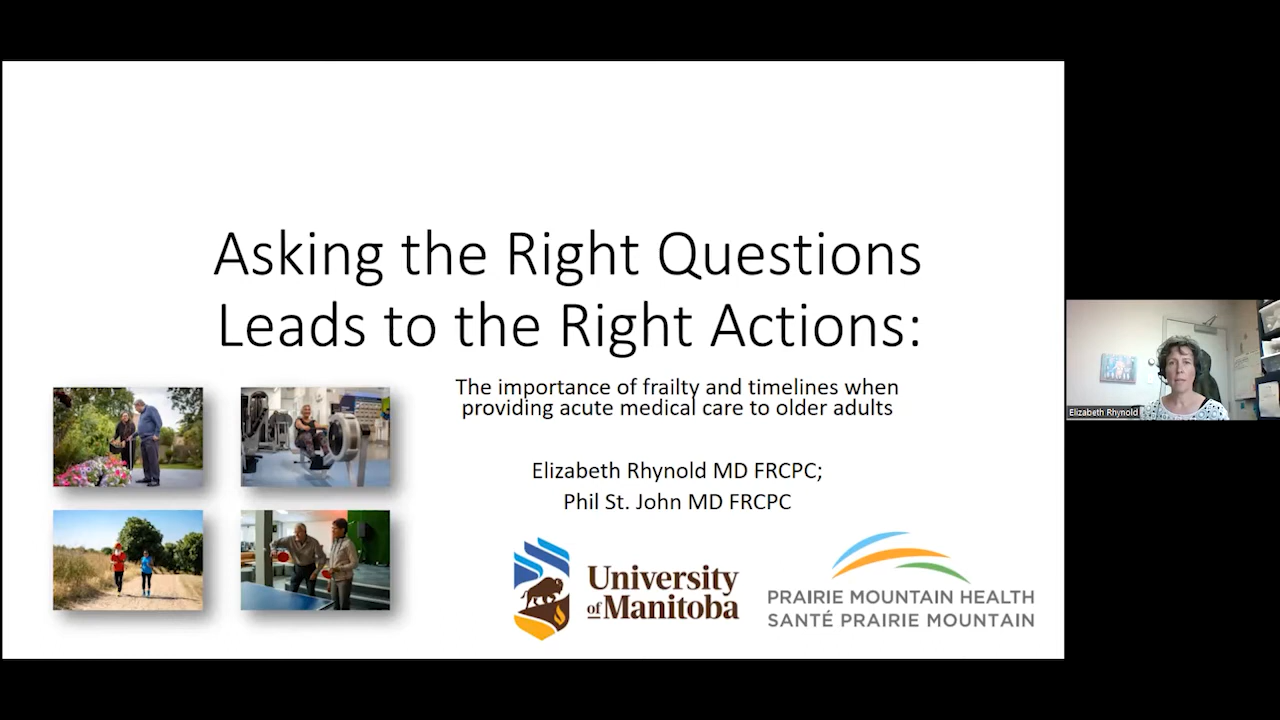 Asking the Right Questions
Leads to the Right Actions:
The importance of frailty and timelines when
providing acute medical care to older adults
Elizabeth Rhynold MD FRCPC;
Phil St. John MD FRCPC
University
of Manitoba
PRAIRIE MOUNTAIN HEALTH
SANTÉ PRAIRIE MOUNTAIN
Elizabeth Rhynold